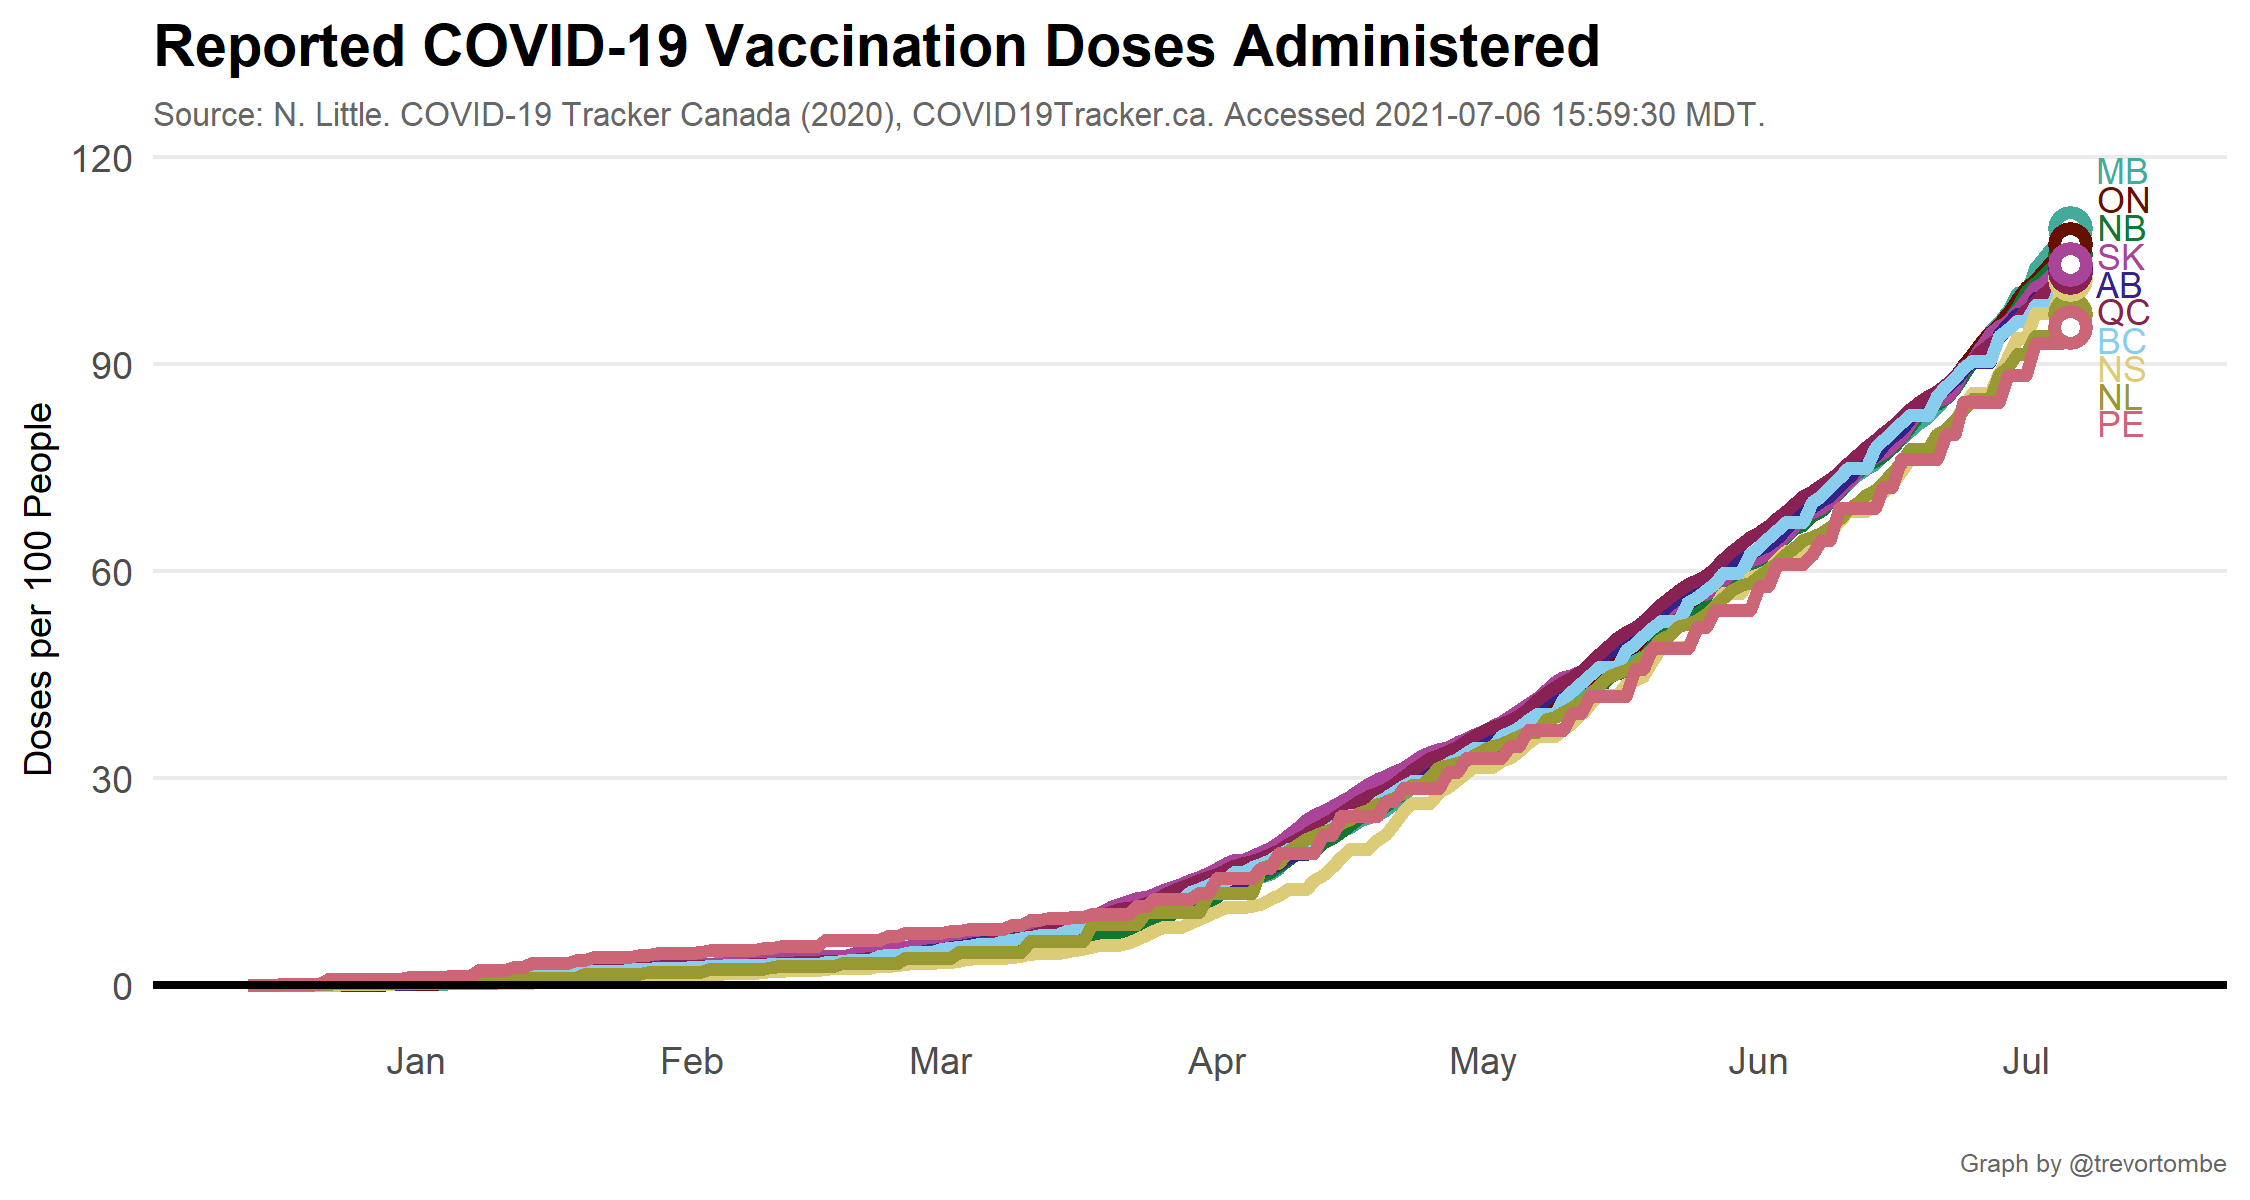 Reported COVID-19 Vaccination Doses Administered
Source: N. Little. COVID-19 Tracker Canada (2020), COVID19Tracker.ca. Accessed 2021-07-06 15:59:30 MDT.
120
90
60
30
0
Doses per 100 People
MB
ON
NB
SK
AB
QC
BC
NS
NL
PE
Jan Feb Mar Apr May Jun Jul
Graph by @trevortombe